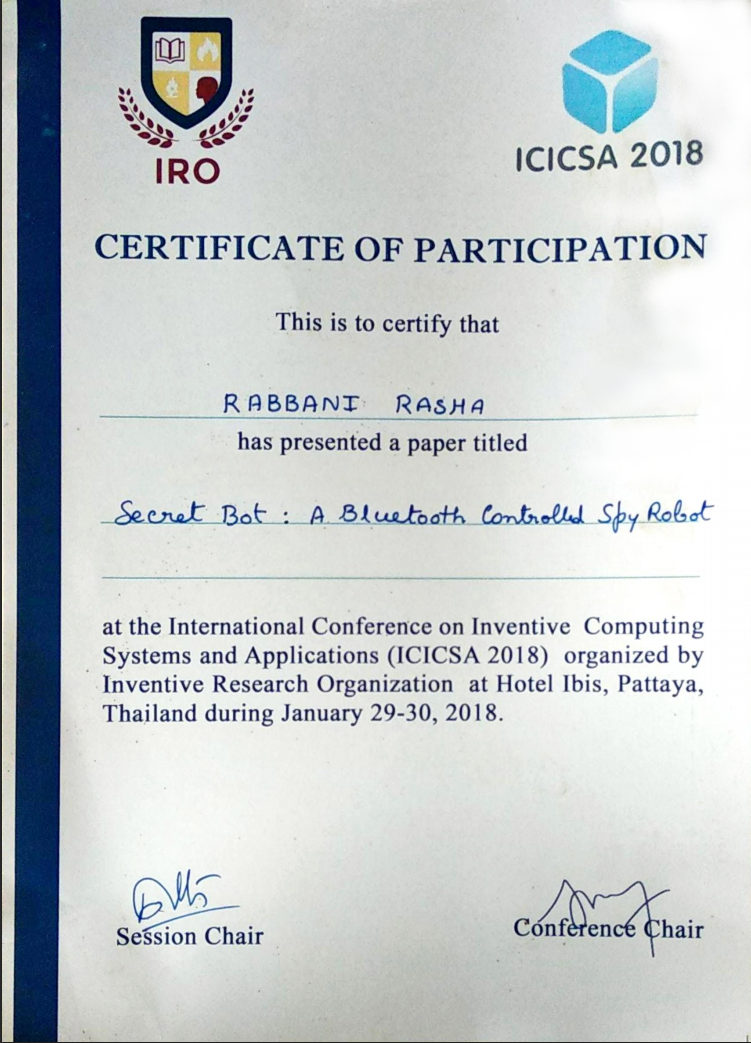 IRO
ICICSA 2018
CERTIFICATE OF PARTICIPATION
This is to certify that
RABBANI RASHA
has presented a paper titled
Secret Bot : A Bluetooth Controlled Spy Robot
at the International Conference on Inventive Computing
Systems and Applications (ICICSA 2018) organized by
Inventive Research Organization at Hotel Ibis, Pattaya,
Thailand during January 29-30, 2018.
Session Chair
Conference Chair